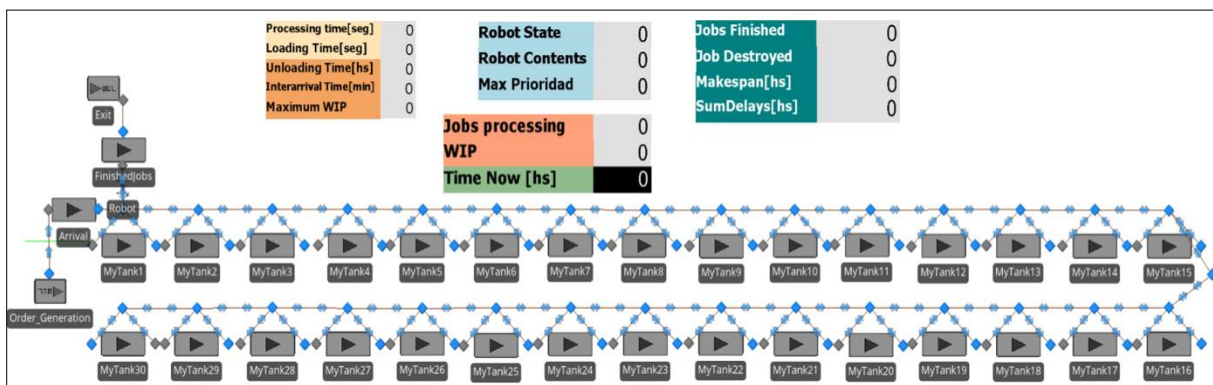 Processing time[seg] 0
Loading Time[seg] 0
Unloading Time[hs] 0
Interarrival Time[min] 0
Maximum WIP 0
Robot State 0
Robot Contents 0
Max Prioridad 0
Jobs processing 0
WIP 0
Time Now [hs] 0
Jobs Finished 0
Job Destroyed 0
Makespan[hs] 0
SumDelays[hs] 0
Exit
FinishedJobs
Robot
Arrival
MyTank1 MyTank2 MyTank3 MyTank4 MyTank5 MyTank6 MyTank7 MyTank8 MyTank9 MyTank10 MyTank11 MyTank12 MyTank13 MyTank14 MyTank15
Order_Generation
MyTank30 MyTank29 MyTank28 MyTank27 MyTank26 MyTank25 MyTank24 MyTank23 MyTank22 MyTank21 MyTank20 MyTank19 MyTank18 MyTank17 MyTank16